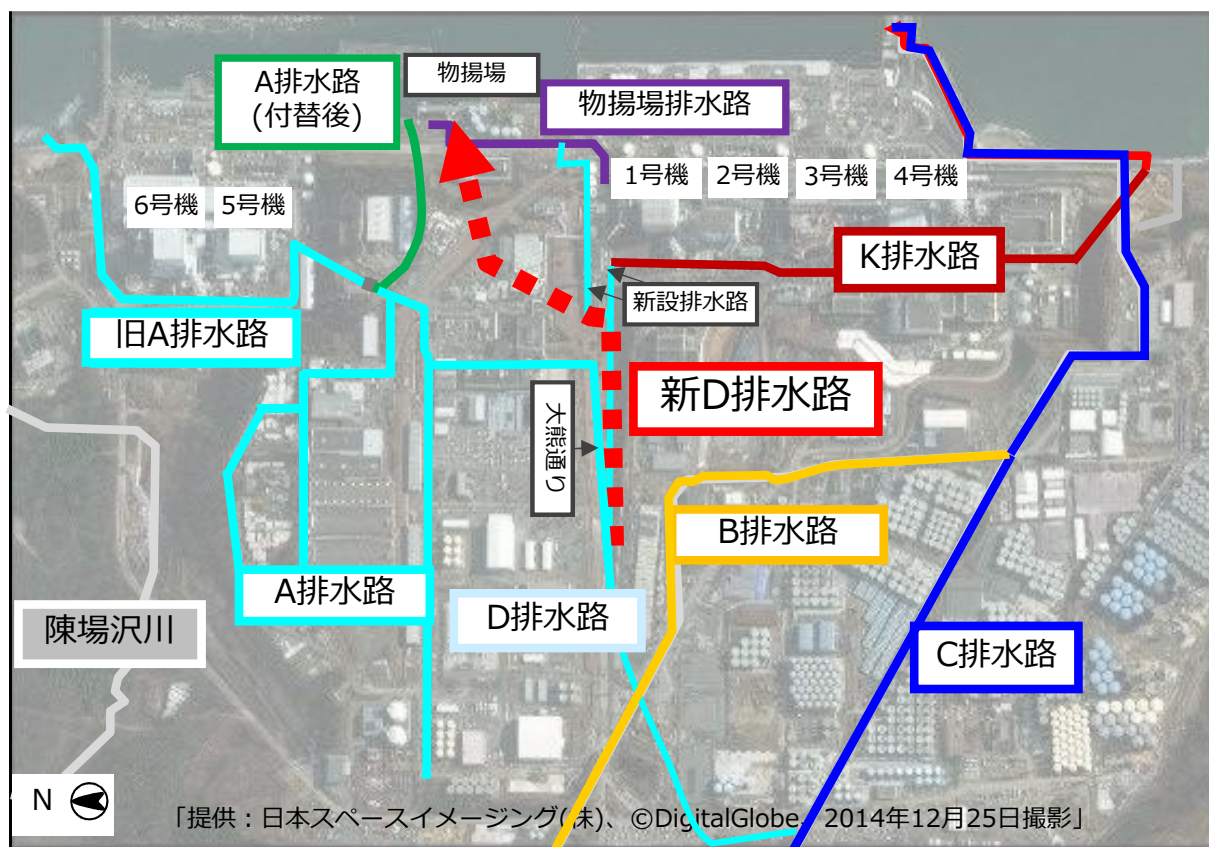 A排水路
(付替後)
物揚場
物揚場排水路
1号機
2号機
3号機
4号機
6号機
5号機
K排水路
新設排水路
旧A排水路
新D排水路
大熊通り
B排水路
A排水路
D排水路
陳場沢川
C排水路
N
「提供：日本スペースイメージング(株)、©DigitalGlobe、2014年12月25日撮影」